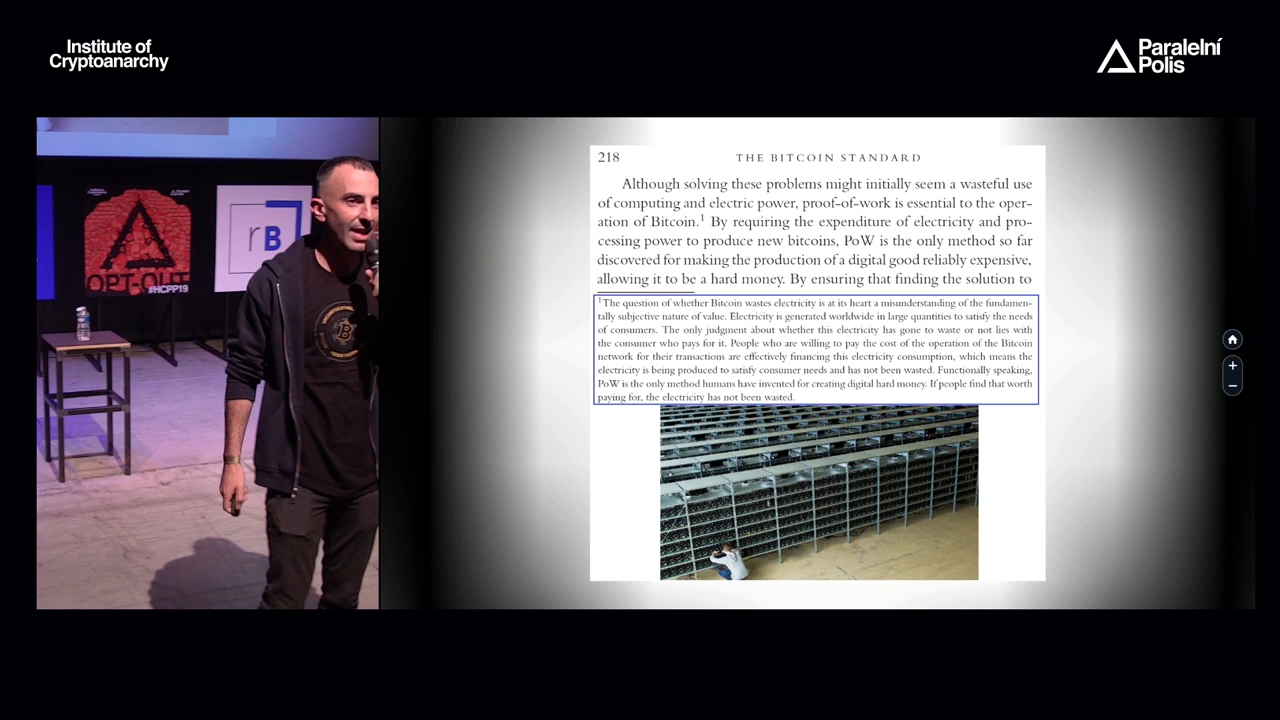 Institute of
Cryptoanarchy
Paralelní
Polis
OPT-OUT
#HCPP19
rB
218
THE BITCOIN STANDARD
Although solving these problems might initially seem a wasteful use
of computing and electric power, proof-of-work is essential to the oper-
ation of Bitcoin.1 By requiring the expenditure of electricity and pro-
cessing power to produce new bitcoins, PoW is the only method so far
discovered for making the production of a digital good reliably expensive,
allowing it to be a hard money. By ensuring that finding the solution to
1The question of whether Bitcoin wastes electricity is at its heart a misunderstanding of the fundamen-
tally subjective nature of value. Electricity is generated worldwide in large quantities to satisfy the needs
of consumers. The only judgment about whether this electricity has gone to waste or not lies with
the consumer who pays for it. People who are willing to pay the cost of the operation of the Bitcoin
network for their transactions are effectively financing this electricity consumption, which means the
electricity is being produced to satisfy consumer needs and has not been wasted. Functionally speaking,
PoW is the only method humans have invented for creating digital hard money. If people find that worth
paying for, the electricity has not been wasted.